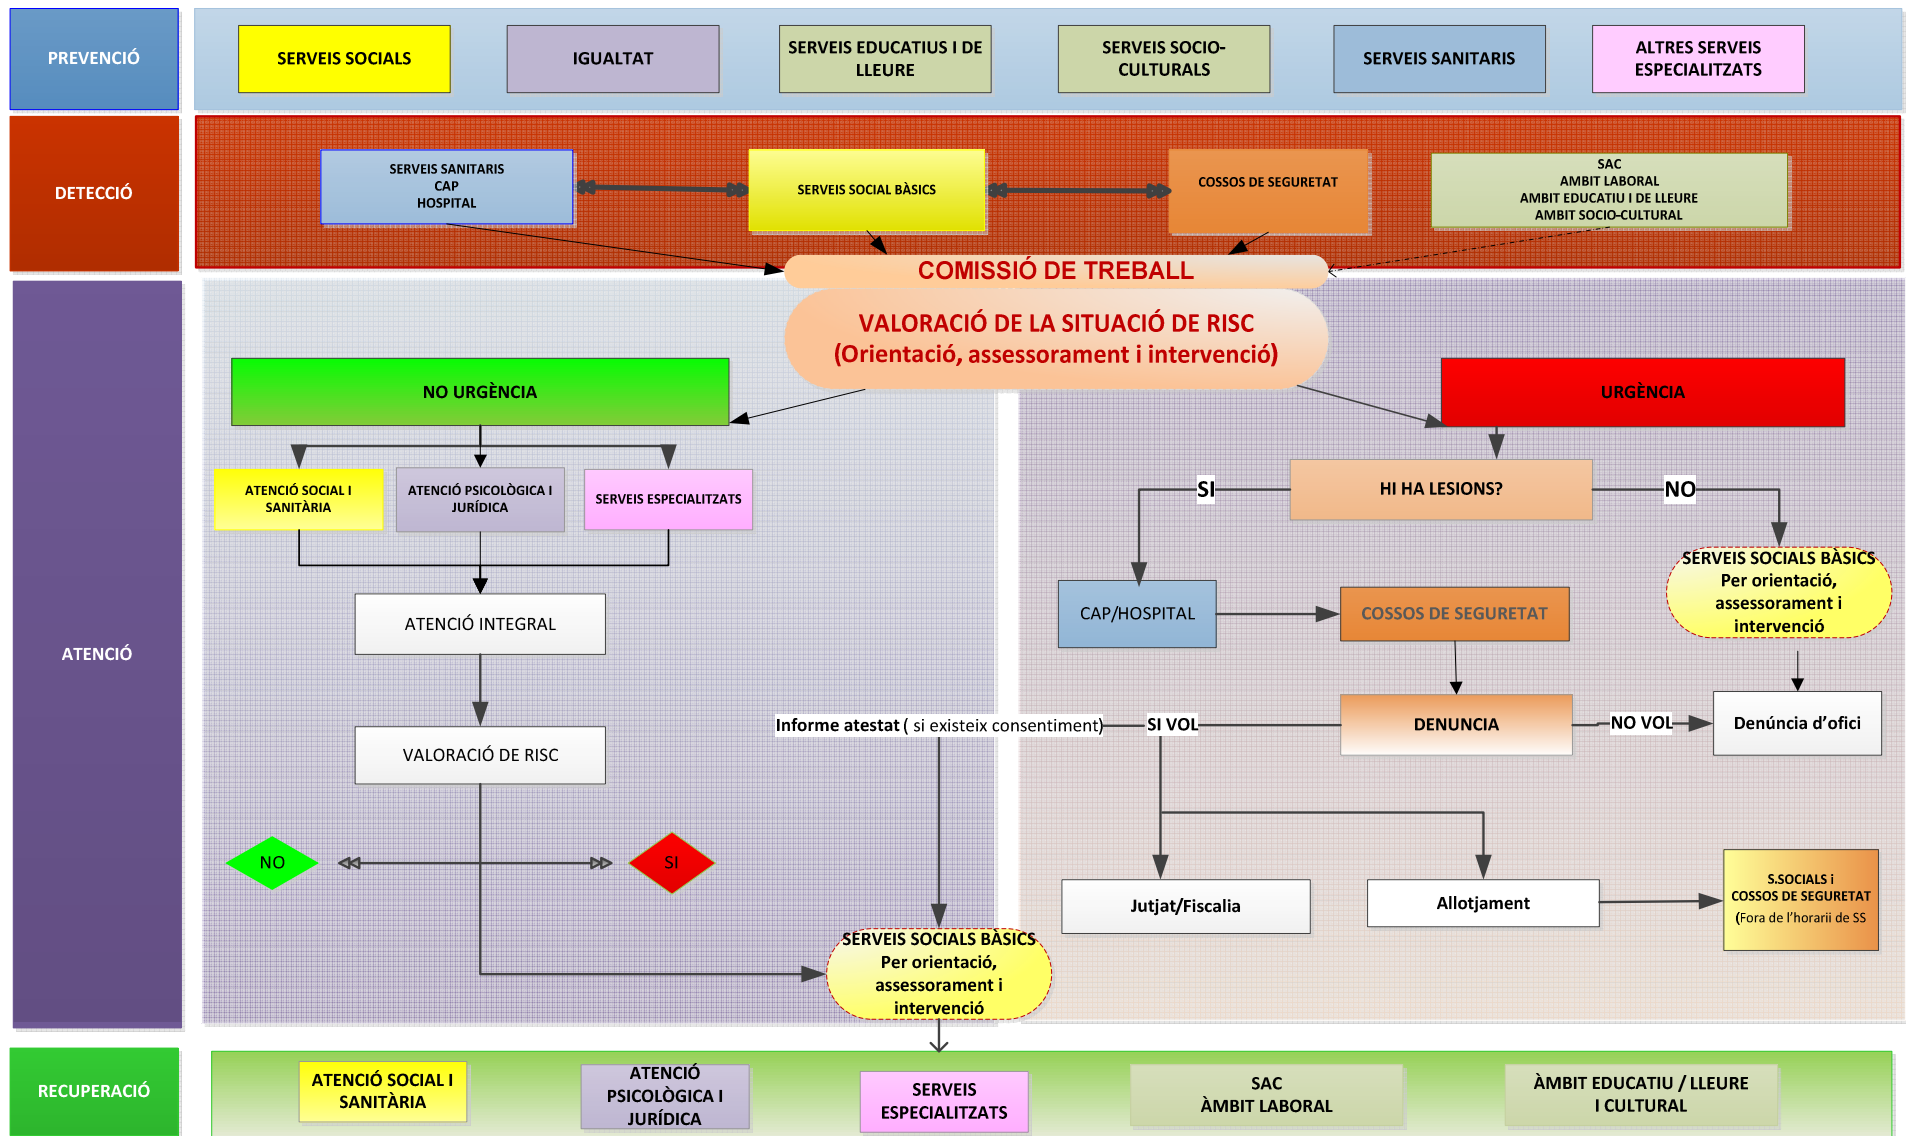 PREVENCIÓ
SERVEIS SOCIALS
IGUALTAT
SERVEIS EDUCATIUS I DE
LLEURE
SERVEIS SOCIO-
CULTURALS
SERVEIS SANITARIS
ALTRES SERVEIS
ESPECIALITZATS
DETECCIÓ
SERVEIS SANITARIS
CAP
HOSPITAL
SERVEIS SOCIAL BÀSICS
COSSOS DE SEGURETAT
SAC
AMBIT LABORAL
AMBIT EDUCATIU I DE LLEURE
AMBIT SOCIO-CULTURAL
COMISSIÓ DE TREBALL
VALORACIÓ DE LA SITUACIÓ DE RISC
(Orientació, assessorament i intervenció)
ATENCIÓ
NO URGÈNCIA
ATENCIÓ SOCIAL I
SANITÀRIA
ATENCIÓ PSICOLÒGICA I
JURÍDICA
SERVEIS ESPECIALITZATS
ATENCIÓ INTEGRAL
VALORACIÓ DE RISC
NO
SI
URGÈNCIA
HI HA LESIONS?
SI
NO
CAP/HOSPITAL
COSSOS DE SEGURETAT
SERVEIS SOCIALS BÀSICS
Per orientació,
assessorament i
intervenció
Informe atestat ( si existeix consentiment)
SI VOL
DENUNCIA
NO VOL
Denúncia d'ofici
Jutjat/Fiscalia
Allotjament
S.SOCIALS i
COSSOS DE SEGURETAT
(Fora de l'horarii de SS
SERVEIS SOCIALS BÀSICS
Per orientació,
assessorament i
intervenció
RECUPERACIÓ
ATENCIÓ SOCIAL I
SANITÀRIA
ATENCIÓ
PSICOLÒGICA I
JURÍDICA
SERVEIS
ESPECIALITZATS
SAC
ÀMBIT LABORAL
ÀMBIT EDUCATIU / LLEURE
I CULTURAL